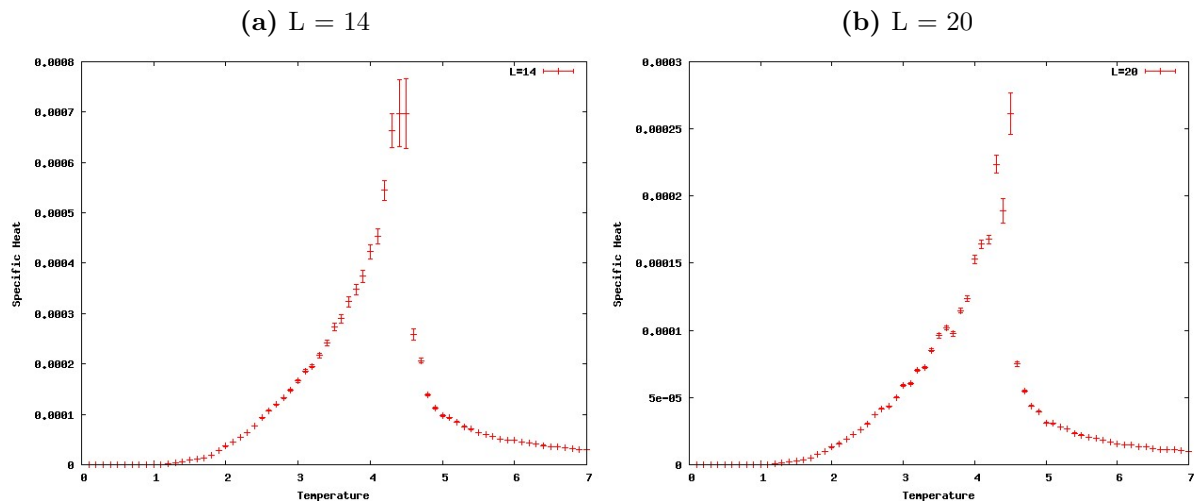 (a) L = 14
0.0008
0.0007
0.0006
0.0005
0.0004
0.0003
0.0002
0.0001
0
Specific Heat
L=14
0 1 2 3 4 5 6 7
Temperature
(b) L = 20
0.0003
0.00025
0.0002
0.00015
0.0001
5e-05
0
Specific Heat
L=20
0 1 2 3 4 5 6 7
Temperature